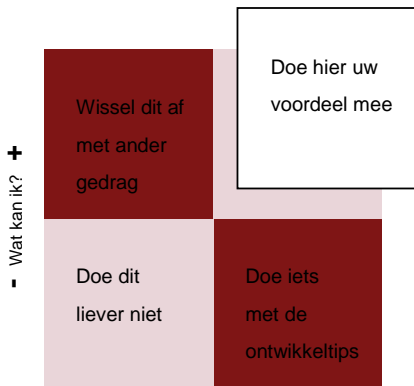 Doe hier uw
voordeel mee
Wissel dit af
met ander
gedrag
- Wat kan ik? +
Doe dit
liever niet
Doe iets
met de
ontwikkeltips